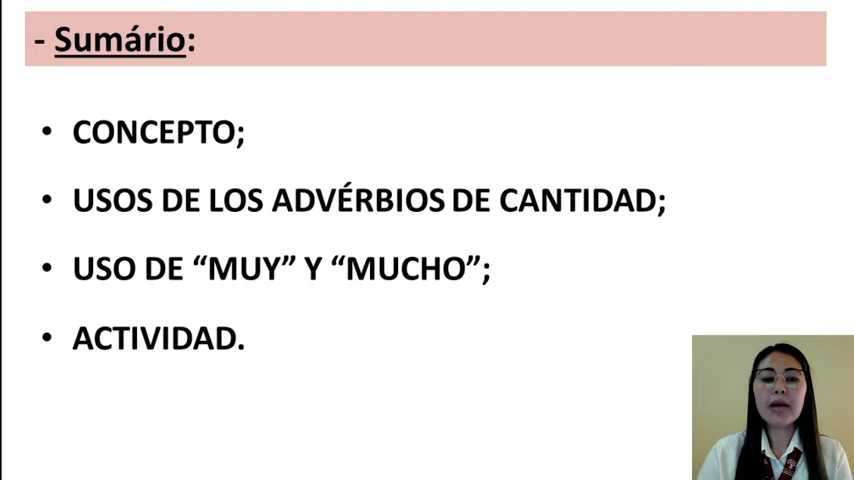 - Sumário:
• CONCEPTO;
• USOS DE LOS ADVÉRBIOS DE CANTIDAD;
• USO DE “MUY” Y “MUCHO”;
• ACTIVIDAD.